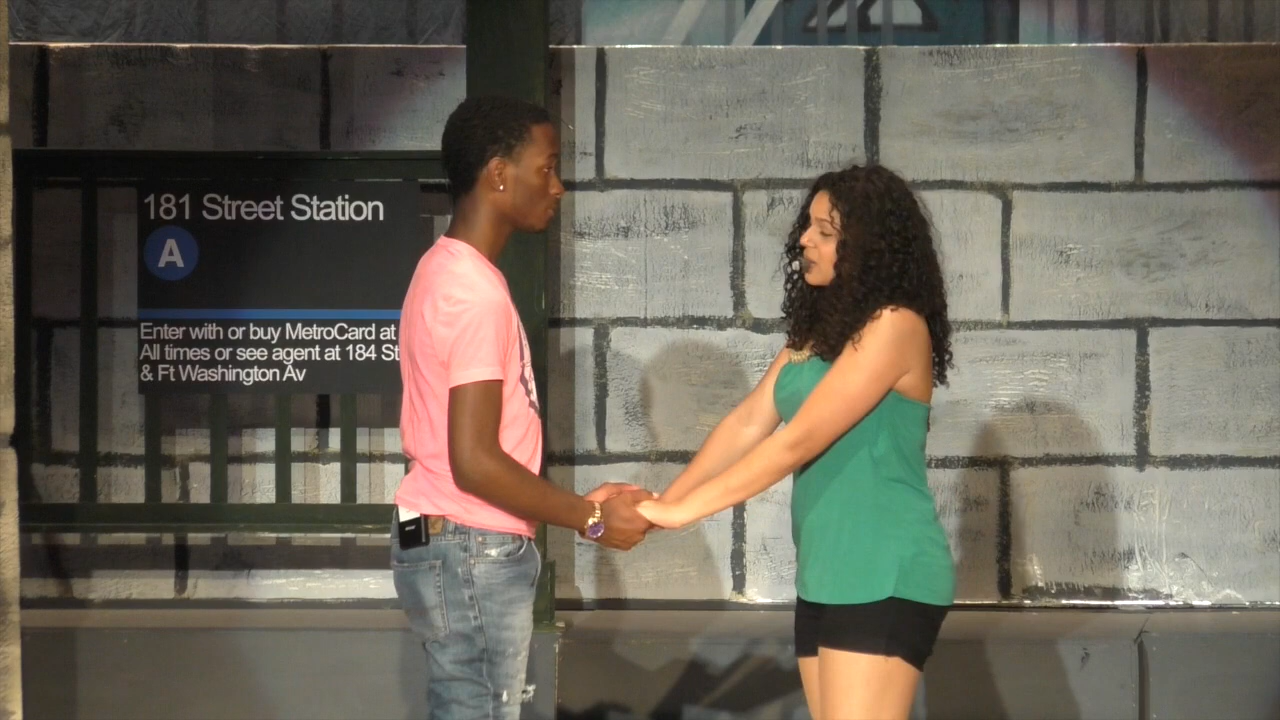 181 Street Station
A
Enter with or buy MetroCard at
All times or see agent at 184 St
& Ft Washington Av